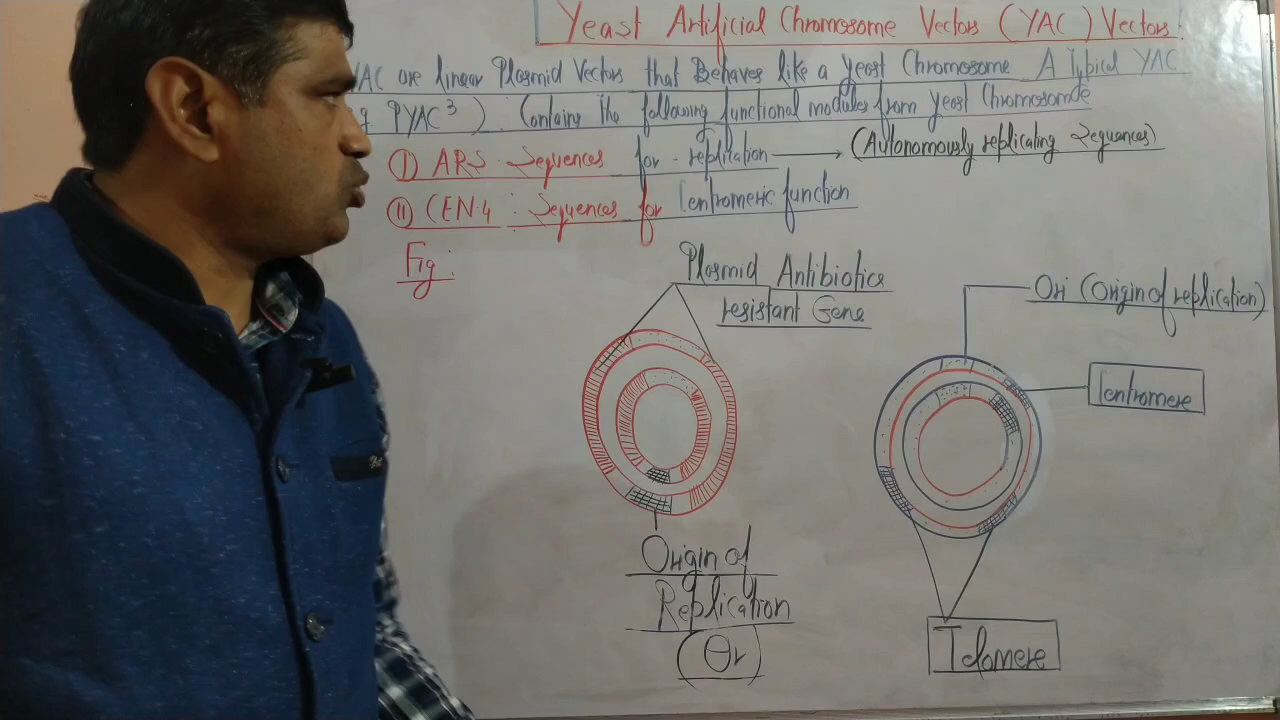 Yeast Artificial Chromosome Vectors (YAC) Vectors.
YAC are linear Plasmid Vectors that Behaves like a yeast Chromosome A Typical YAC
PYAC3). Contains the following functional modules from yeast Chromosomde
I) ARS Sequences for replication → (Autonomously replicating Sequences)
II) CEN4 : Sequences for Centromeric function
Fig:
Plasmid Antibiotics
resistant Gene
Ori (Origin of replication)
Centromere
Origin of
Replication
(Or)
Telomere